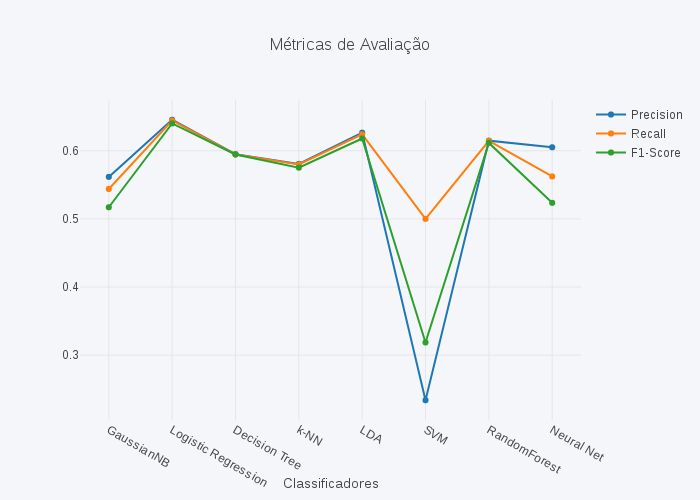 Métricas de Avaliação
Precision
Recall
F1-Score
0.6
0.5
0.4
0.3
GaussianNB
Logistic Regression
Decision Tree
k-NN
LDA
SVM
RandomForest
Neural Net
Classificadores